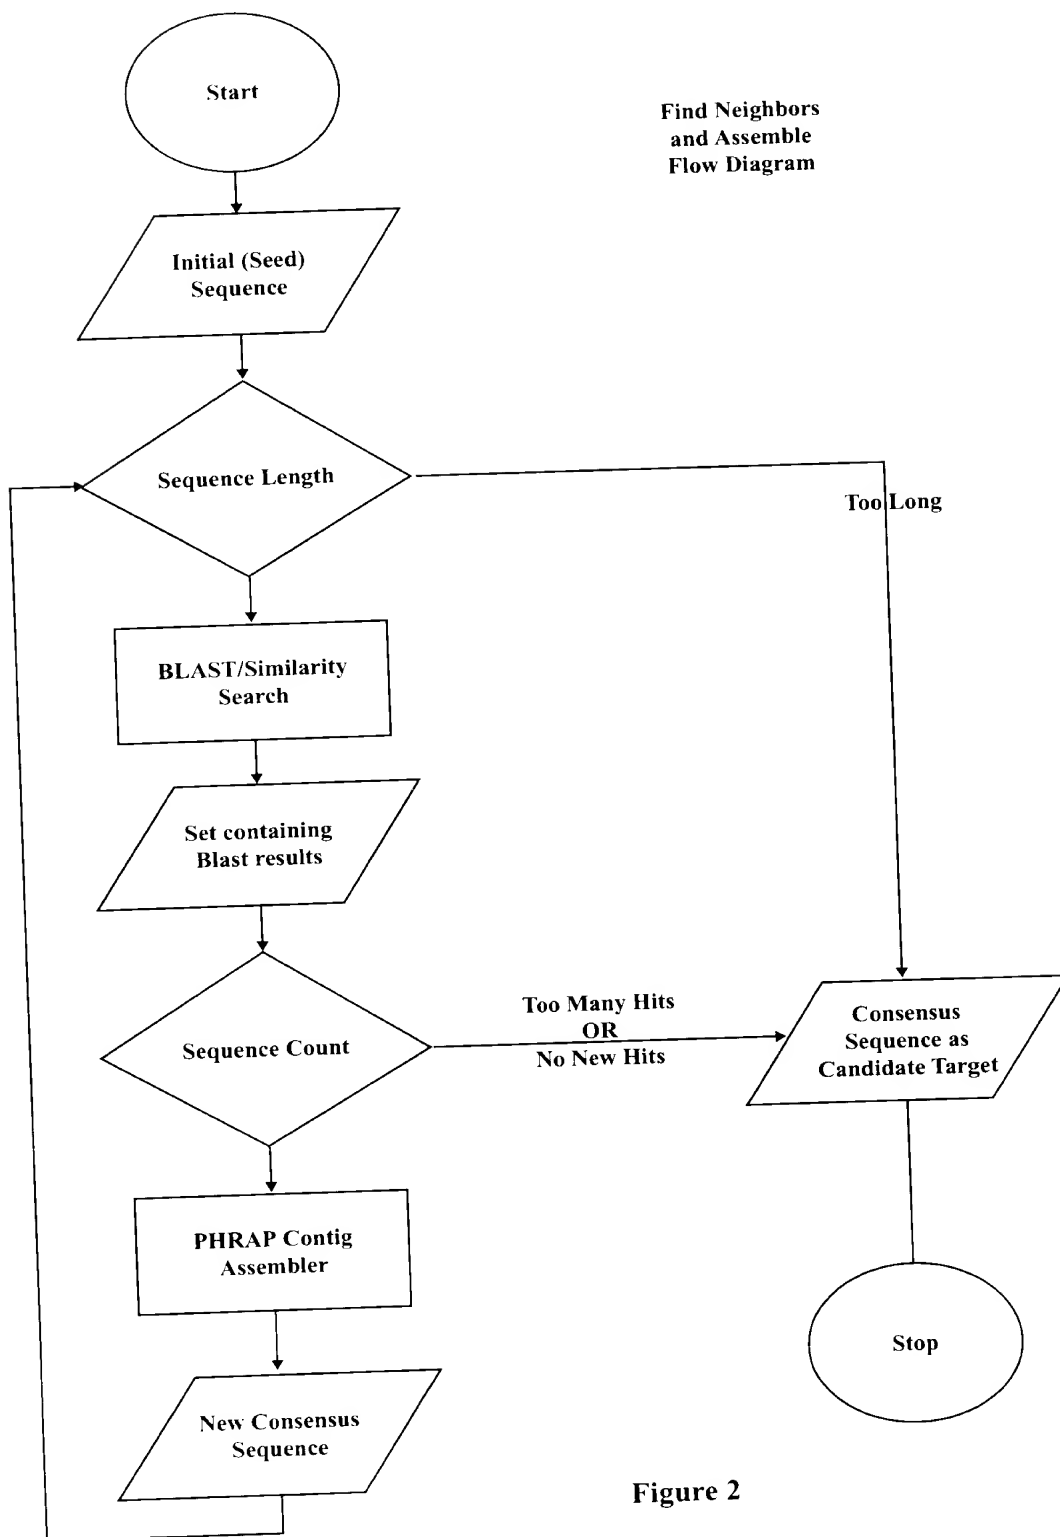 Start
Find Neighbors
and Assemble
Flow Diagram
Initial (Seed)
Sequence
Sequence Length
Too Long
BLAST/Similarity
Search
Set containing
Blast results
Sequence Count
Too Many Hits
OR
No New Hits
Consensus
Sequence as
Candidate Target
PHRAP Contig
Assembler
Stop
New Consensus
Sequence
Figure 2